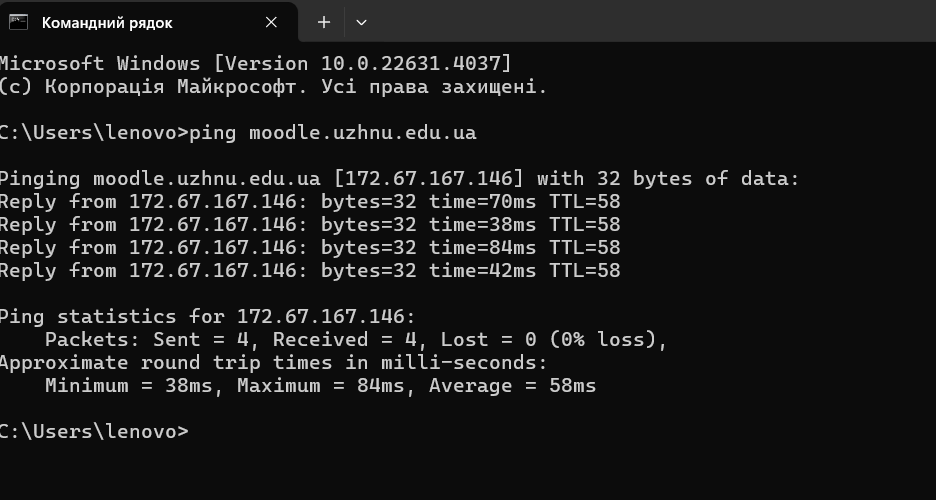 Командний рядок
Microsoft Windows [Version 10.0.22631.4037]
(c) Корпорація Майкрософт. Усі права захищені.
C:\Users\lenovo>ping moodle.uzhnu.edu.ua
Pinging moodle.uzhnu.edu.ua [172.67.167.146] with 32 bytes of data:
Reply from 172.67.167.146: bytes=32 time=70ms TTL=58
Reply from 172.67.167.146: bytes=32 time=38ms TTL=58
Reply from 172.67.167.146: bytes=32 time=84ms TTL=58
Reply from 172.67.167.146: bytes=32 time=42ms TTL=58
Ping statistics for 172.67.167.146:
Packets: Sent = 4, Received = 4, Lost = 0 (0% loss),
Approximate round trip times in milli-seconds:
Minimum = 38ms, Maximum = 84ms, Average = 58ms
C:\Users\lenovo>